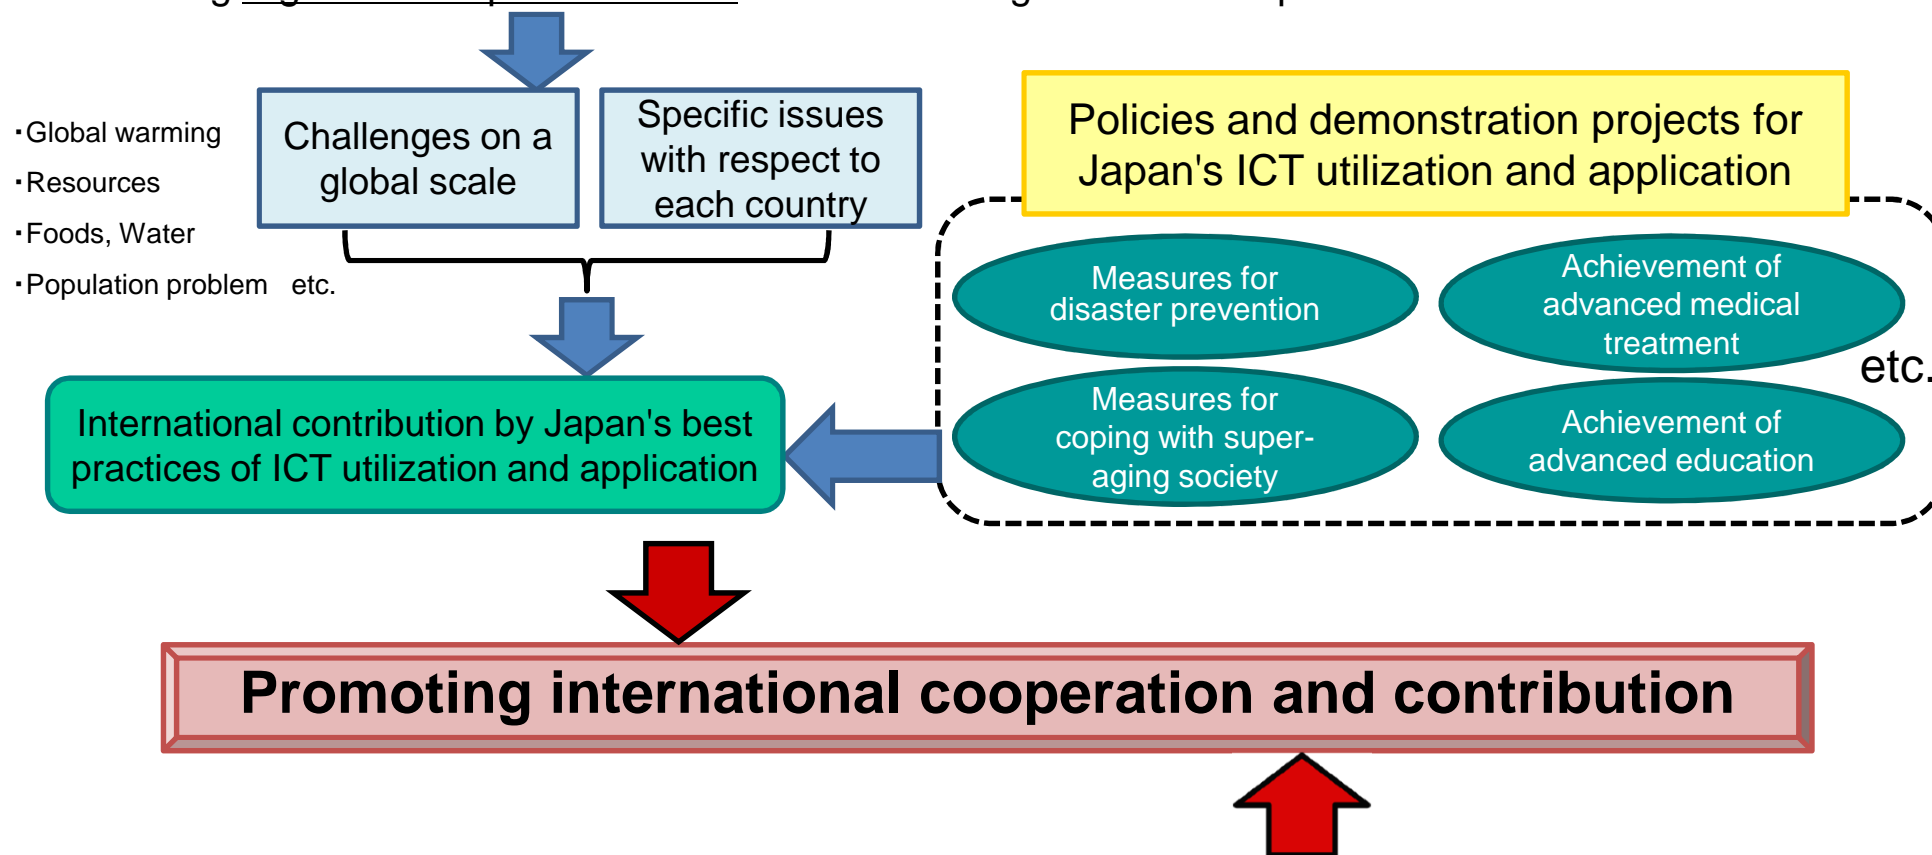 Challenges on a
global scale
Specific issues
with respect to
each country
・Global warming
・Resources
・Foods, Water
・Population problem etc.
Policies and demonstration projects for
Japan's ICT utilization and application
Measures for
disaster prevention
Achievement of
advanced medical
treatment
Measures for
coping with super-
aging society
Achievement of
advanced education
etc.
International contribution by Japan's best
practices of ICT utilization and application
Promoting international cooperation and contribution